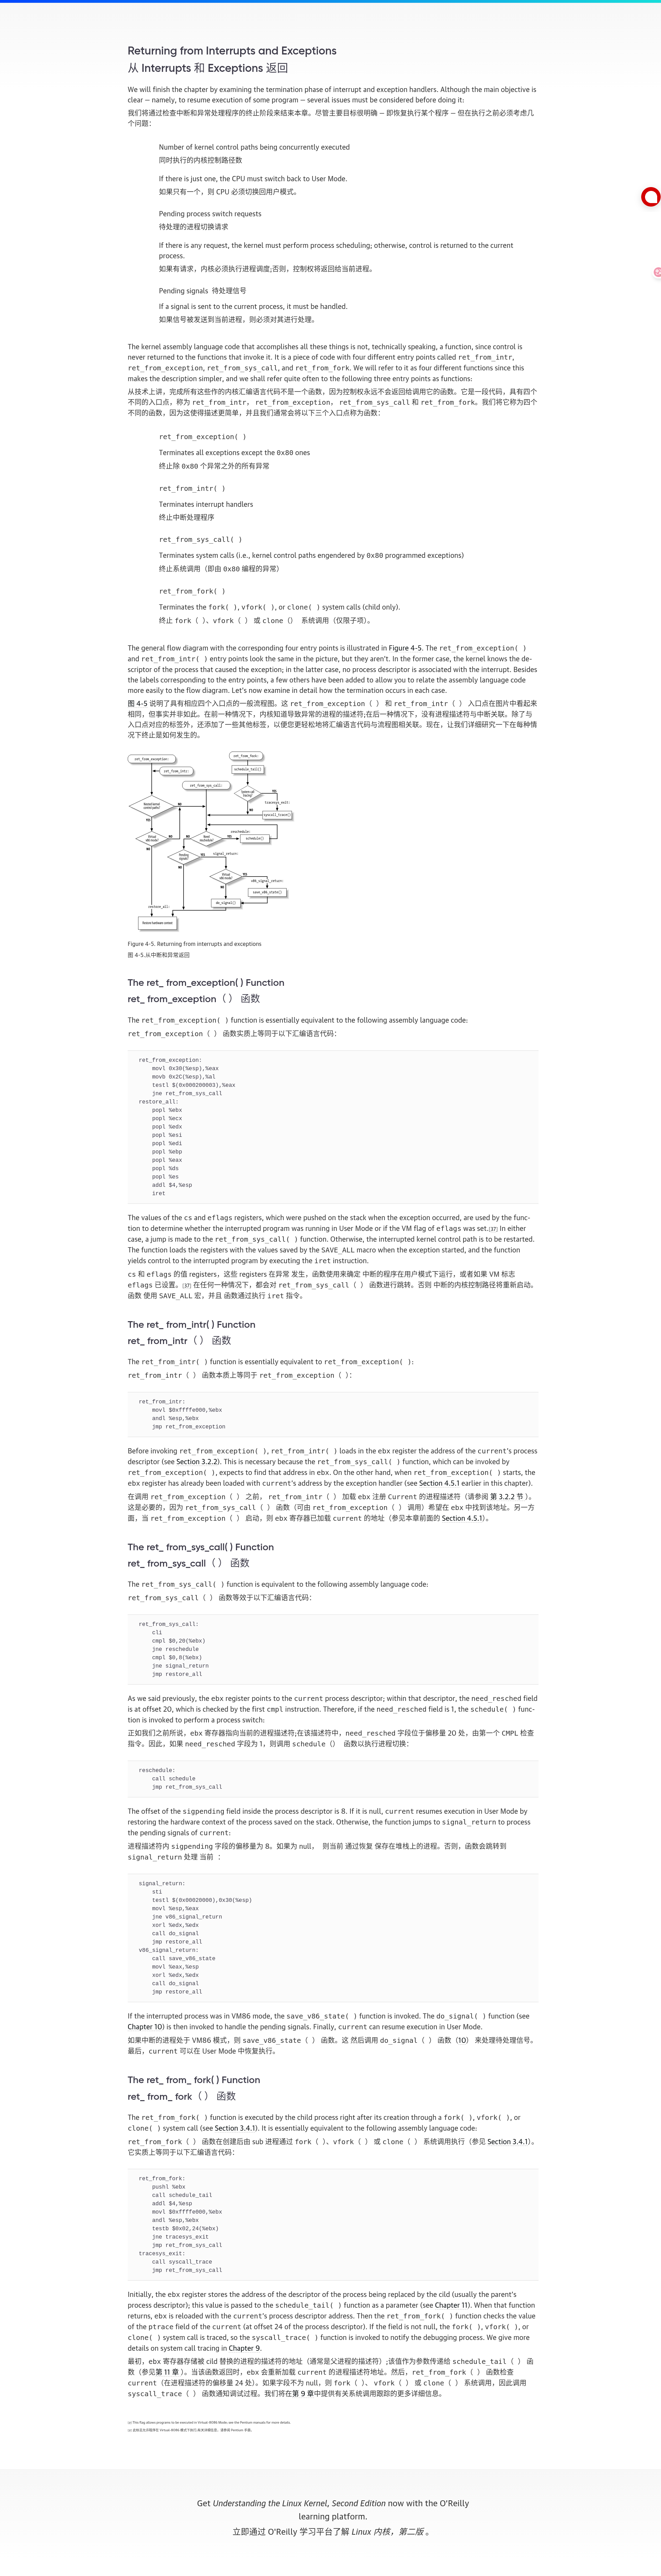 Returning from Interrupts and Exceptions
从 Interrupts 和 Exceptions 返回
We will finish the chapter by examining the termination phase of interrupt and exception handlers. Although the main objective is
clear — namely, to resume execution of some program — several issues must be considered before doing it:
我们将通过检查中断和异常处理程序的终止阶段来结束本章。尽管主要目标很明确 — 即恢复执行某个程序 — 但在执行之前必须考虑几
个问题：
Number of kernel control paths being concurrently executed
同时执行的内核控制路径数
If there is just one, the CPU must switch back to User Mode.
如果只有一个，则 CPU 必须切换回用户模式。
Pending process switch requests
待处理的进程切换请求
If there is any request, the kernel must perform process scheduling; otherwise, control is returned to the current
process.
如果有请求，内核必须执行进程调度;否则，控制权将返回给当前进程。
Pending signals 待处理信号
If a signal is sent to the current process, it must be handled.
如果信号被发送到当前进程，则必须对其进行处理。
The kernel assembly language code that accomplishes all these things is not, technically speaking, a function, since control is
never returned to the functions that invoke it. It is a piece of code with four different entry points called ret_from_intr,
ret_from_exception, ret_from_sys_call, and ret_from_fork. We will refer to it as four different functions since this
makes the description simpler, and we shall refer quite often to the following three entry points as functions:
从技术上讲，完成所有这些作的内核汇编语言代码不是一个函数，因为控制权永远不会返回给调用它的函数。它是一段代码，具有四个
不同的入口点，称为 ret_from_intr， ret_from_exception， ret_from_sys_call 和 ret_from_fork。我们将它称为四个
不同的函数，因为这使得描述更简单，并且我们通常会将以下三个入口点称为函数：
ret_from_exception( )
Terminates all exceptions except the 0x80 ones
终止除 0x80 个异常之外的所有异常
ret_from_intr( )
Terminates interrupt handlers
终止中断处理程序
ret_from_sys_call( )
Terminates system calls (i.e., kernel control paths engendered by 0x80 programmed exceptions)
终止系统调用（即由 0x80 编程的异常）
ret_from_fork( )
Terminates the fork( ), vfork( ), or clone( ) system calls (child only).
终止 fork（ ）、vfork（ ） 或 clone（） 系统调用（仅限子项）。
The general flow diagram with the corresponding four entry points is illustrated in Figure 4-5. The ret_from_exception( )
and ret_from_intr( ) entry points look the same in the picture, but they aren't. In the former case, the kernel knows the de-
scriptor of the process that caused the exception; in the latter case, no process descriptor is associated with the interrupt. Besides
the labels corresponding to the entry points, a few others have been added to allow you to relate the assembly language code
more easily to the flow diagram. Let's now examine in detail how the termination occurs in each case.
图 4-5 说明了具有相应四个入口点的一般流程图。这 ret_from_exception（ ） 和 ret_from_intr（ ） 入口点在图片中看起来
相同，但事实并非如此。在前一种情况下，内核知道导致异常的进程的描述符;在后一种情况下，没有进程描述符与中断关联。除了与
入口点对应的标签外，还添加了一些其他标签，以便您更轻松地将汇编语言代码与流程图相关联。现在，让我们详细研究一下在每种情
况下终止是如何发生的。
ret_from_exception:
ret_from_fork:
ret_from_intr:
schedule_tail()
ret_from_sys_call:
tracesys_exit:
syscall_trace()
Nested kernel control paths?
YES
NO
reschedule:
Virtual v86 mode?
Need reschedule?
schedule()
Pending signals?
signal_return:
Virtual v86 mode?
v86_signal_return:
save_v86_state()
do_signal()
restore_all:
Restore hardware context
Figure 4-5. Returning from interrupts and exceptions
图 4-5.从中断和异常返回
The ret_ from_exception( ) Function
ret_ from_exception（ ） 函数
The ret_from_exception( ) function is essentially equivalent to the following assembly language code:
ret_from_exception（ ） 函数实质上等同于以下汇编语言代码：
ret_from_exception:
movl 0x30(%esp),%eax
movb 0x2C(%esp),%al
testl $(0x00020003),%eax
jne ret_from_sys_call
restore_all:
popl %ebx
popl %ecx
popl %edx
popl %esi
popl %edi
popl %ebp
popl %eax
popl %ds
popl %es
addl $4,%esp
iret
The values of the cs and eflags registers, which were pushed on the stack when the exception occurred, are used by the func-
tion to determine whether the interrupted program was running in User Mode or if the VM flag of eflags was set.[37] In either
case, a jump is made to the ret_from_sys_call( ) function. Otherwise, the interrupted kernel control path is to be restarted.
The function loads the registers with the values saved by the SAVE_ALL macro when the exception started, and the function
yields control to the interrupted program by executing the iret instruction.
cs 和 eflags 的值 registers，这些 registers 在异常 发生，函数使用来确定 中断的程序在用户模式下运行，或者如果 VM 标志
eflags 已设置。[37] 在任何一种情况下，都会对 ret_from_sys_call（ ） 函数进行跳转。否则 中断的内核控制路径将重新启动。
函数 使用 SAVE_ALL 宏，并且 函数通过执行 iret 指令。
The ret_ from_intr( ) Function
ret_ from_intr（ ） 函数
The ret_from_intr( ) function is essentially equivalent to ret_from_exception( ):
ret_from_intr（ ） 函数本质上等同于 ret_from_exception（ ）：
ret_from_intr:
movl $0xffffe000,%ebx
andl %esp,%ebx
jmp ret_from_exception
Before invoking ret_from_exception( ), ret_from_intr( ) loads in the ebx register the address of the current's process
descriptor (see Section 3.2.2). This is necessary because the ret_from_sys_call( ) function, which can be invoked by
ret_from_exception( ), expects to find that address in ebx. On the other hand, when ret_from_exception( ) starts, the
ebx register has already been loaded with current's address by the exception handler (see Section 4.5.1 earlier in this chapter).
在调用 ret_from_exception（ ） 之前， ret_from_intr（ ） 加载 ebx 注册 Current 的进程描述符（请参阅 第 3.2.2 节 ）。
这是必要的，因为 ret_from_sys_call（ ） 函数（可由 ret_from_exception（ ） 调用）希望在 ebx 中找到该地址。另一方
面，当 ret_from_exception（ ） 启动，则 ebx 寄存器已加载 current 的地址（参见本章前面的 Section 4.5.1）。
The ret_ from_sys_call( ) Function
ret_ from_sys_call（ ） 函数
The ret_from_sys_call( ) function is equivalent to the following assembly language code:
ret_from_sys_call（ ） 函数等效于以下汇编语言代码：
ret_from_sys_call:
cli
cmpl $0,20(%ebx)
jne reschedule
cmpl $0,8(%ebx)
jne signal_return
jmp restore_all
As we said previously, the ebx register points to the current process descriptor; within that descriptor, the need_resched field
is at offset 20, which is checked by the first cmpl instruction. Therefore, if the need_resched field is 1, the schedule( ) func-
tion is invoked to perform a process switch:
正如我们之前所说，ebx 寄存器指向当前的进程描述符;在该描述符中，need_resched 字段位于偏移量 20 处，由第一个 CMPL 检查
指令。因此，如果 need_resched 字段为 1，则调用 schedule（） 函数以执行进程切换：
reschedule:
call schedule
jmp ret_from_sys_call
The offset of the sigpending field inside the process descriptor is 8. If it is null, current resumes execution in User Mode by
restoring the hardware context of the process saved on the stack. Otherwise, the function jumps to signal_return to process
the pending signals of current:
进程描述符内 sigpending 字段的偏移量为 8。如果为 null， 则当前 通过恢复 保存在堆栈上的进程。否则，函数会跳转到
signal_return 处理 当前 ：
signal_return:
sti
testl $(0x00020000),0x30(%esp)
movl %esp,%eax
jne v86_signal_return
xorl %edx,%edx
call do_signal
jmp restore_all
v86_signal_return:
call save_v86_state
movl %eax,%esp
xorl %edx,%edx
call do_signal
jmp restore_all
If the interrupted process was in VM86 mode, the save_v86_state( ) function is invoked. The do_signal( ) function (see
Chapter 10) is then invoked to handle the pending signals. Finally, current can resume execution in User Mode.
如果中断的进程处于 VM86 模式，则 save_v86_state（ ） 函数。这 然后调用 do_signal（ ） 函数（10） 来处理待处理信号。
最后，current 可以在 User Mode 中恢复执行。
The ret_ from_ fork( ) Function
ret_ from_ fork（ ） 函数
The ret_from_fork( ) function is executed by the child process right after its creation through a fork( ), vfork( ), or
clone( ) system call (see Section 3.4.1). It is essentially equivalent to the following assembly language code:
ret_from_fork（ ） 函数在创建后由 sub 进程通过 fork（ ）、vfork（ ） 或 clone（ ） 系统调用执行（参见 Section 3.4.1）。
它实质上等同于以下汇编语言代码：
ret_from_fork:
pushl %ebx
call schedule_tail
addl $4,%esp
movl $0xffffe000,%ebx
andl %esp,%ebx
testb $0x02,24(%ebx)
jne tracesys_exit
jmp ret_from_sys_call
tracesys_exit:
call syscall_trace
jmp ret_from_sys_call
Initially, the ebx register stores the address of the descriptor of the process being replaced by the cild (usually the parent's
process descriptor); this value is passed to the schedule_tail( ) function as a parameter (see Chapter 11). When that function
returns, ebx is reloaded with the current's process descriptor address. Then the ret_from_fork( ) function checks the value
of the ptrace field of the current (at offset 24 of the process descriptor). If the field is not null, the fork( ), vfork( ), or
clone( ) system call is traced, so the syscall_trace( ) function is invoked to notify the debugging process. We give more
details on system call tracing in Chapter 9.
最初，ebx 寄存器存储被 cild 替换的进程的描述符的地址（通常是父进程的描述符）;该值作为参数传递给 schedule_tail（ ） 函
数（参见第 11 章 ）。当该函数返回时，ebx 会重新加载 current 的进程描述符地址。然后，ret_from_fork（ ） 函数检查
current（在进程描述符的偏移量 24 处）。如果字段不为 null，则 fork（ ）、 vfork（ ） 或 clone（ ） 系统调用，因此调用
syscall_trace（ ） 函数通知调试过程。我们将在第 9 章中提供有关系统调用跟踪的更多详细信息。
[37] This flag allows programs to be executed in Virtual-8086 Mode; see the Pentium manuals for more details.
Get Understanding the Linux Kernel, Second Edition now with the O'Reilly
learning platform.
立即通过 O'Reilly 学习平台了解 Linux 内核，第二版 。